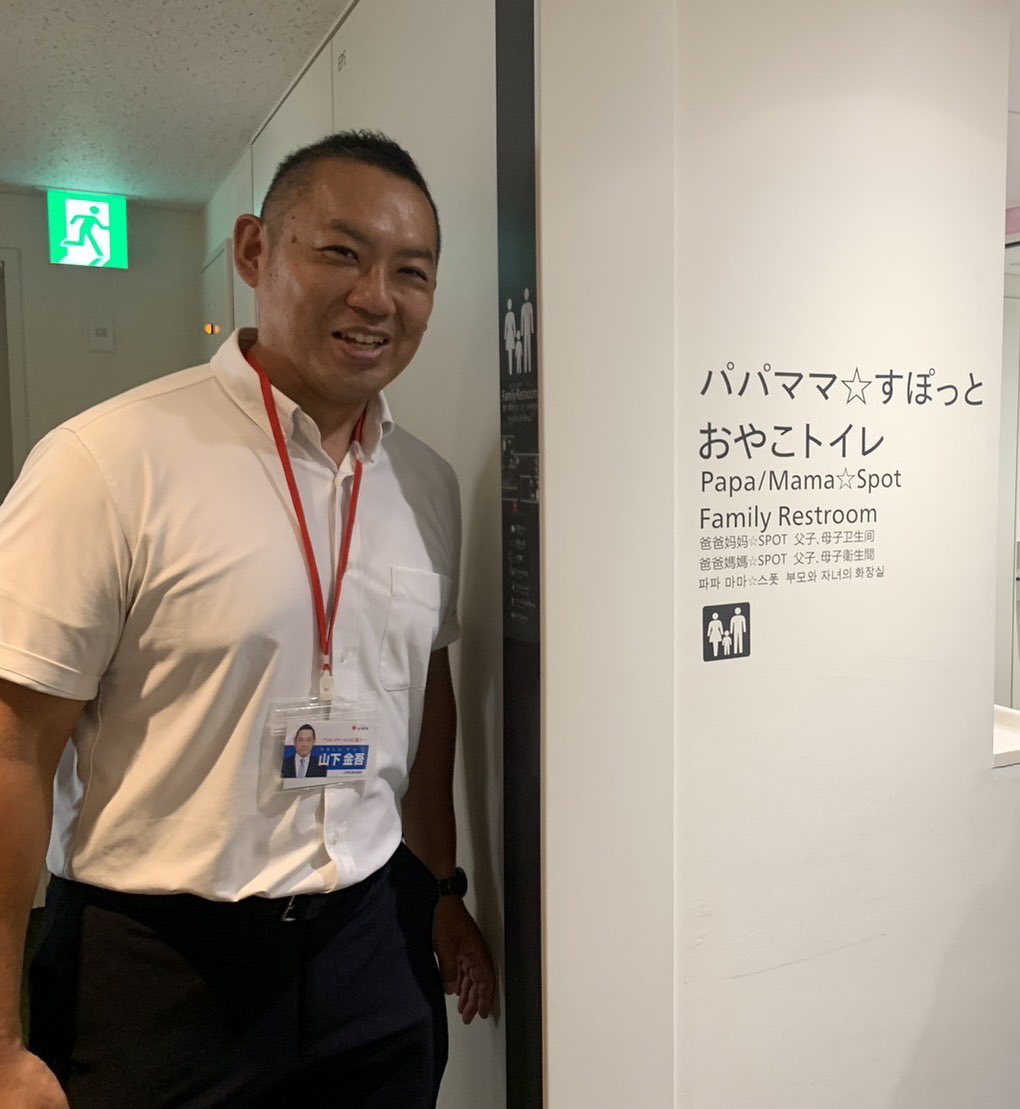 EPS
Family Restroom
パパママ☆すぽっと
おやこトイレ
Papa/Mama☆Spot
Family Restroom
爸爸妈妈☆SPOT 父子、母子卫生间
爸爸媽媽☆SPOT 父子、母子衛生間
파파 마마☆스폿 부모와 자녀의 화장실
山下 金吾